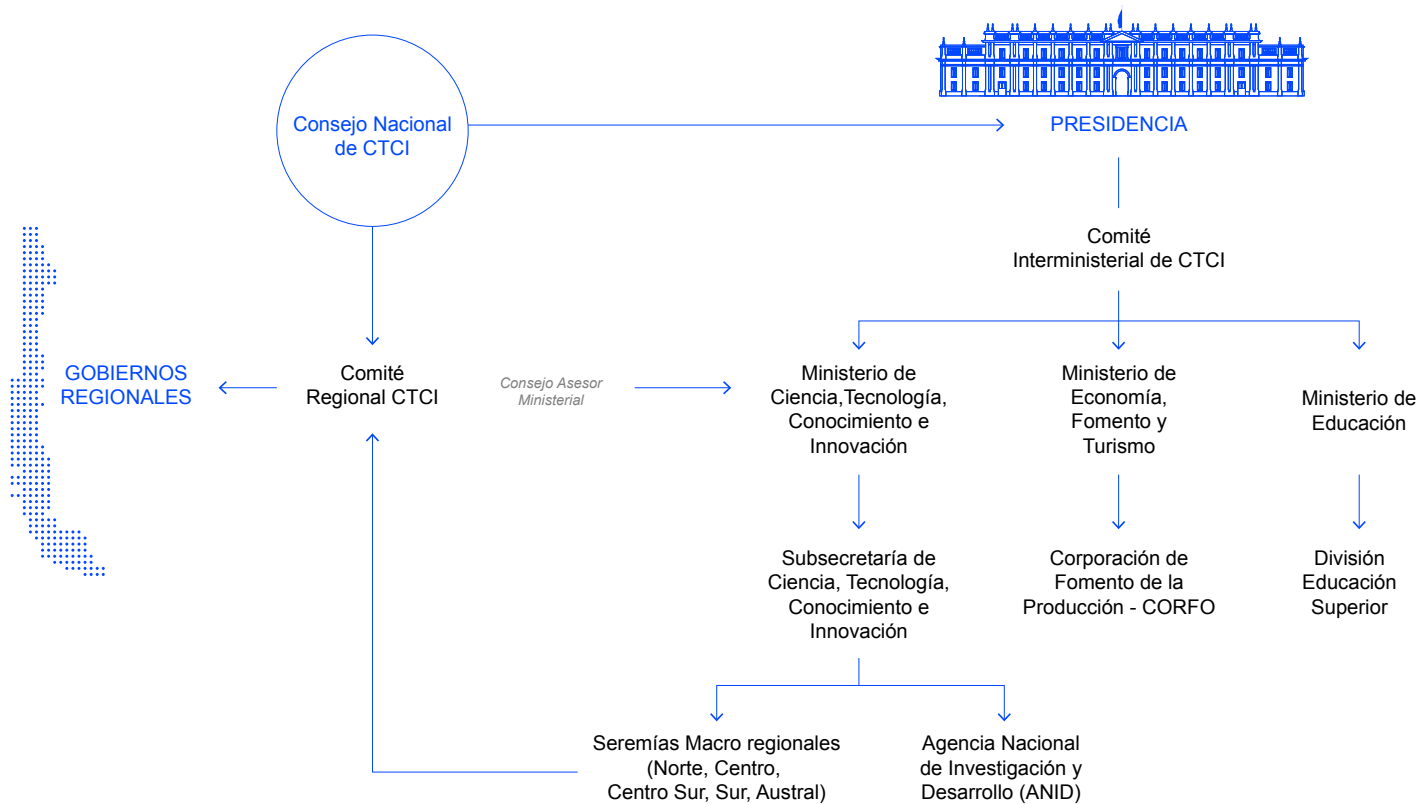 Consejo Nacional
de CTCI
PRESIDENCIA
Comité
Interministerial de CTCI
GOBIERNOS
REGIONALES
Comité
Regional CTCI
Consejo Asesor
Ministerial
Ministerio de
Ciencia,Tecnología,
Conocimiento e
Innovación
Ministerio de
Economía,
Fomento y
Turismo
Ministerio de
Educación
Subsecretaría de
Ciencia, Tecnología,
Conocimiento e
Innovación
Corporación de
Fomento de la
Producción - CORFO
División
Educación
Superior
Seremías Macro regionales
(Norte, Centro,
Centro Sur, Sur, Austral)
Agencia Nacional
de Investigación y
Desarrollo (ANID)